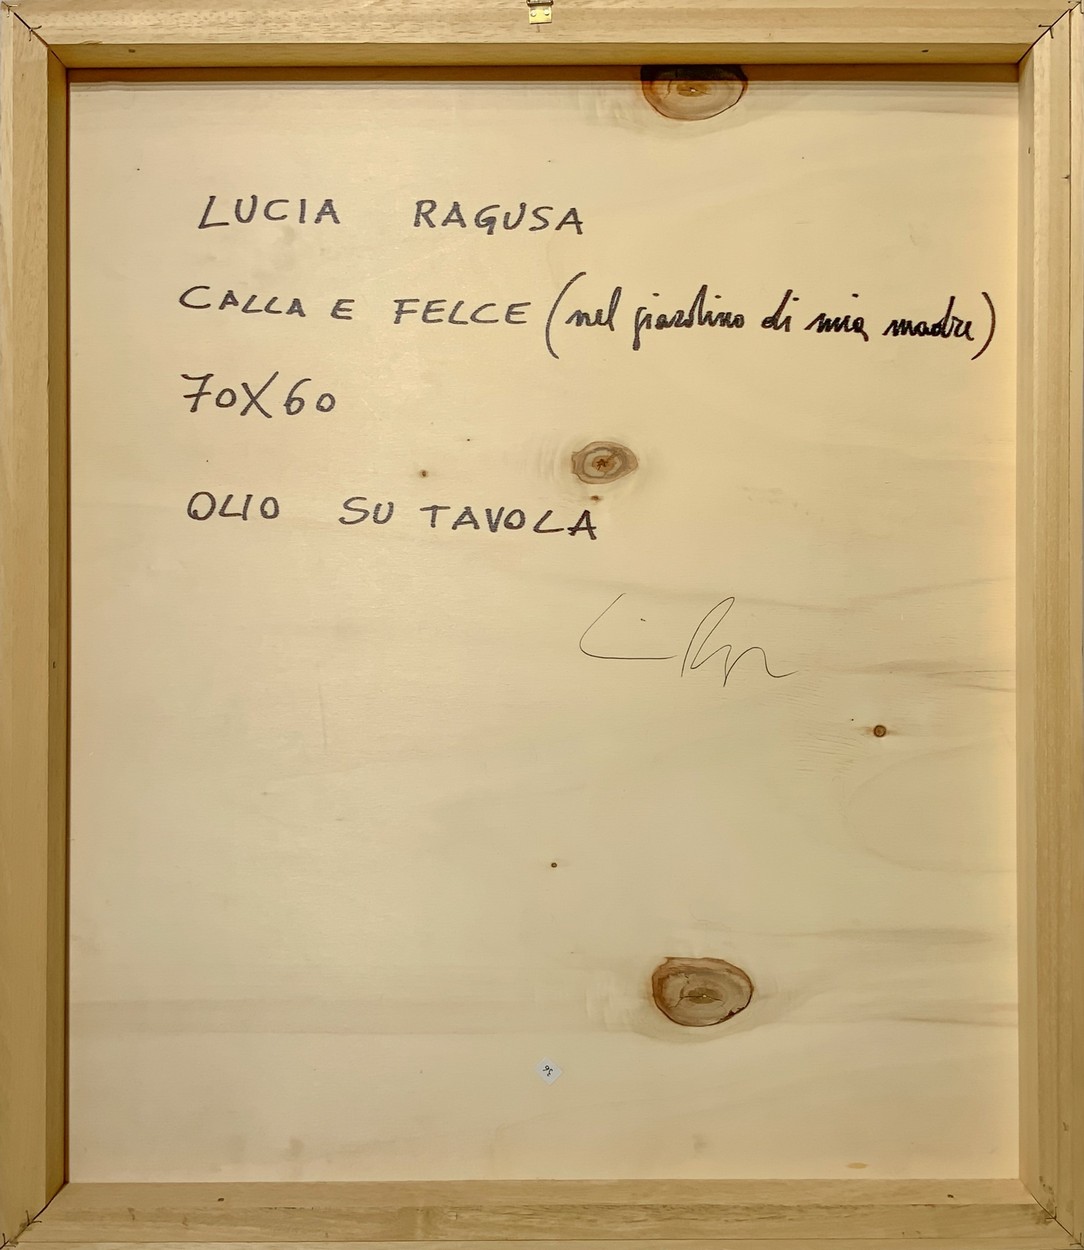 LUCIA RAGUSA
CALLA E FELCE (nel giardino di mia madre)
70X60
OLIO SU TAVOLA